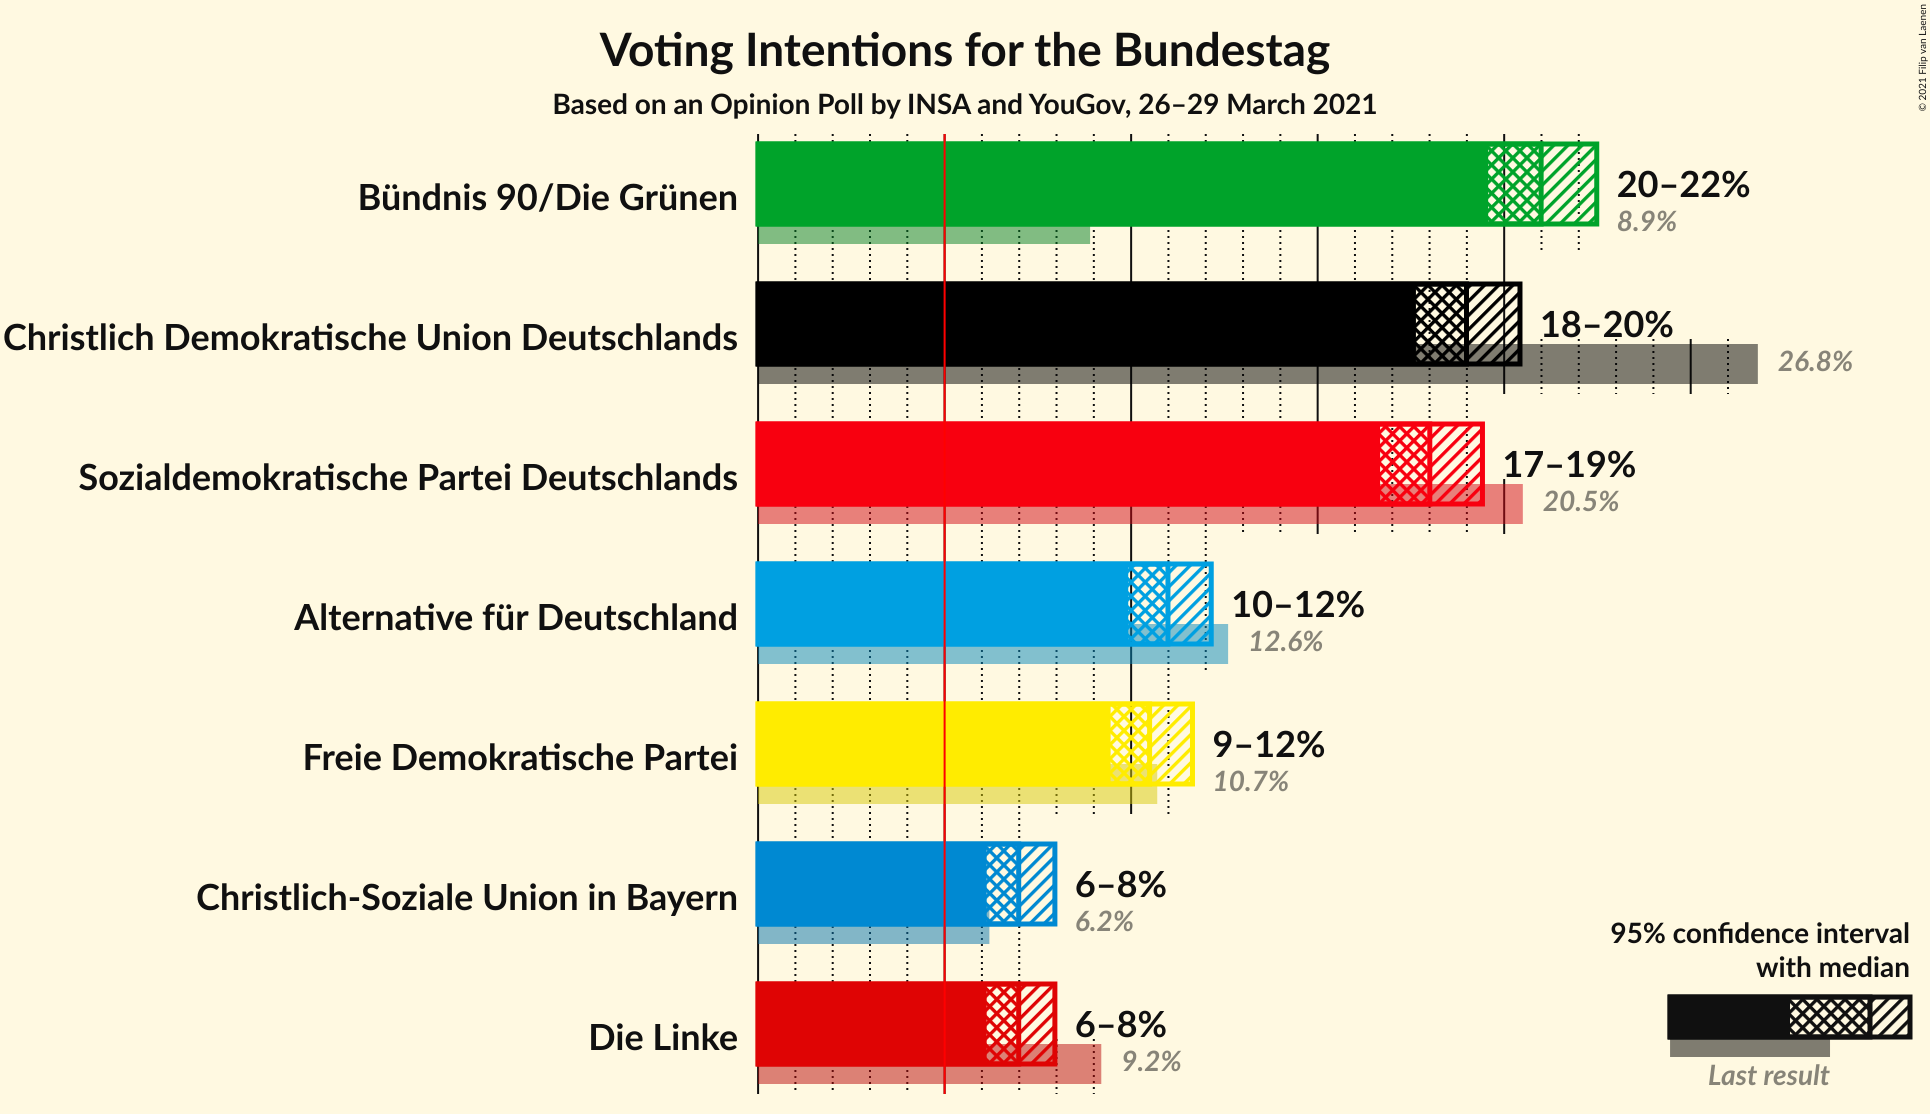 Voting Intentions for the Bundestag
Based on an Opinion Poll by INSA and YouGov, 26–29 March 2021
© 2021 Filip van Laenen
Bündnis 90/Die Grünen
20–22%
8.9%
Christlich Demokratische Union Deutschlands
18–20%
26.8%
Sozialdemokratische Partei Deutschlands
17–19%
20.5%
Alternative für Deutschland
10–12%
12.6%
Freie Demokratische Partei
9–12%
10.7%
Christlich-Soziale Union in Bayern
6–8%
6.2%
Die Linke
6–8%
9.2%
95% confidence interval
with median
Last result